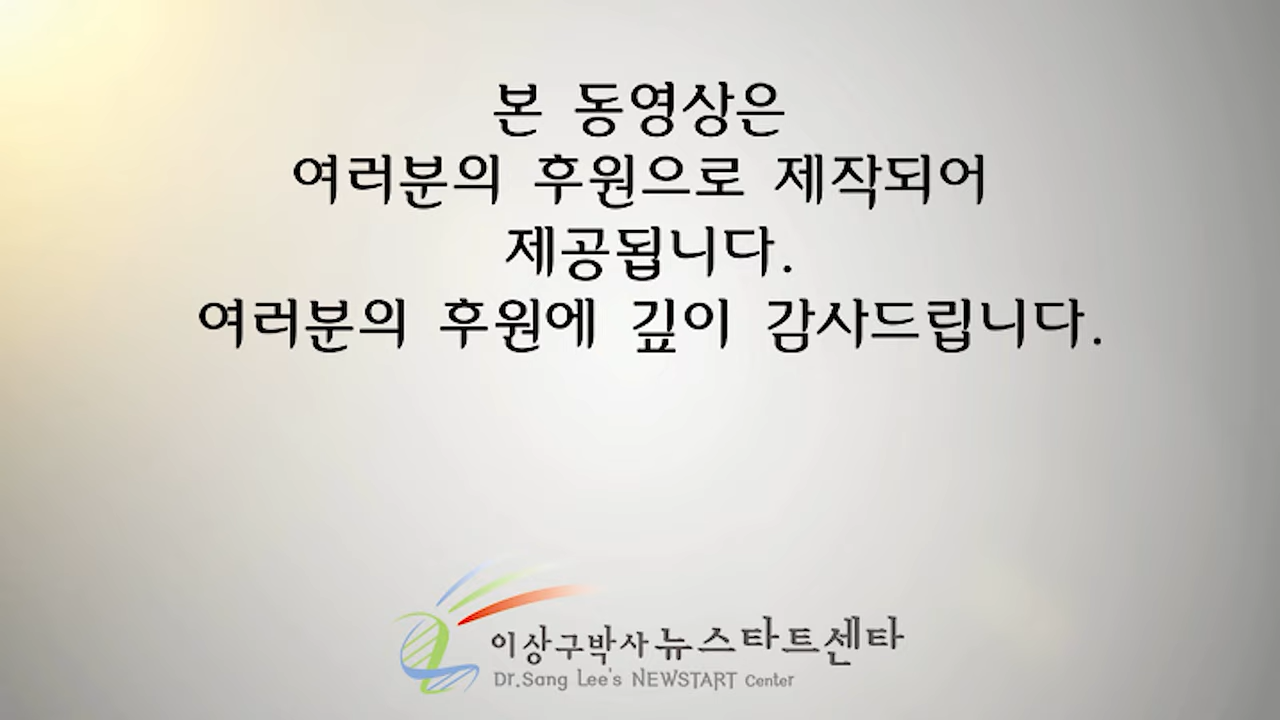 본 동영상은
여러분의 후원으로 제작되어
제공됩니다.
여러분의 후원에 깊이 감사드립니다.
이상구박사 뉴스타트센타
Dr.Sang Lee's NEWSTART Center